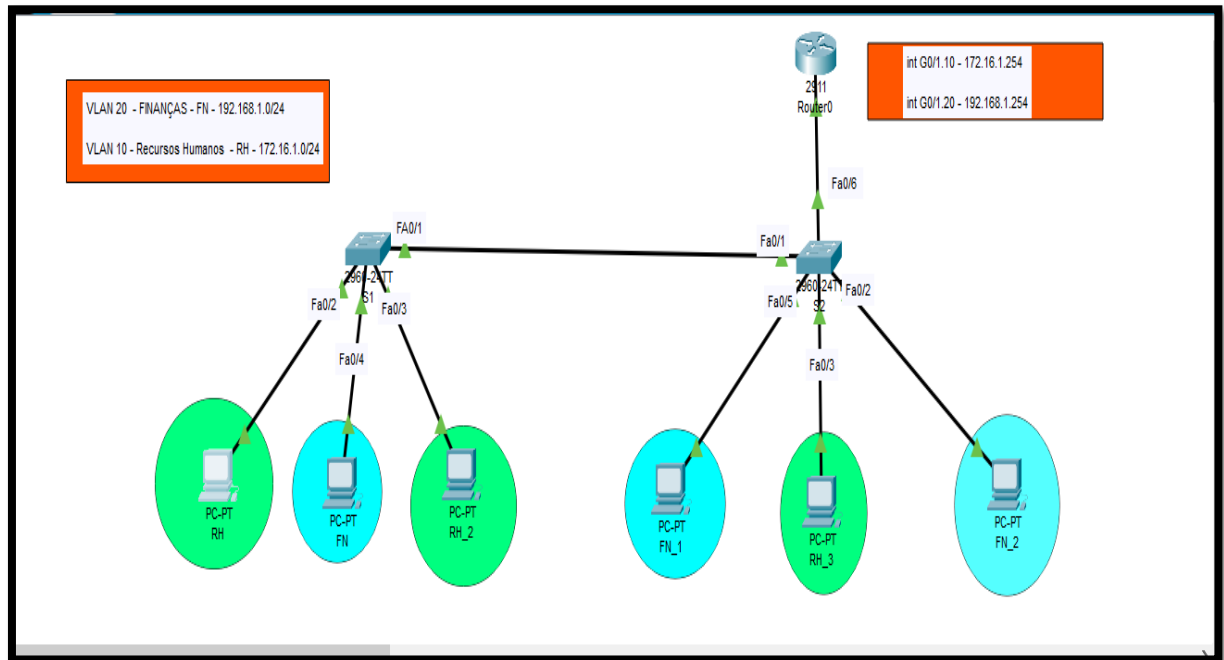 VLAN 20 - FINANÇAS - FN - 192.168.1.0/24
VLAN 10 - Recursos Humanos - RH - 172.16.1.0/24
int G0/1.10 - 172.16.1.254
int G0/1.20 - 192.168.1.254
2911
Router0
Fa0/6
FA0/1
Fa0/1
2960-24TT
S1
2960-24TT
S2
Fa0/2
Fa0/4
Fa0/3
Fa0/5
Fa0/3
Fa0/2
PC-PT
RH
PC-PT
FN
PC-PT
RH_2
PC-PT
FN_1
PC-PT
RH_3
PC-PT
FN_2